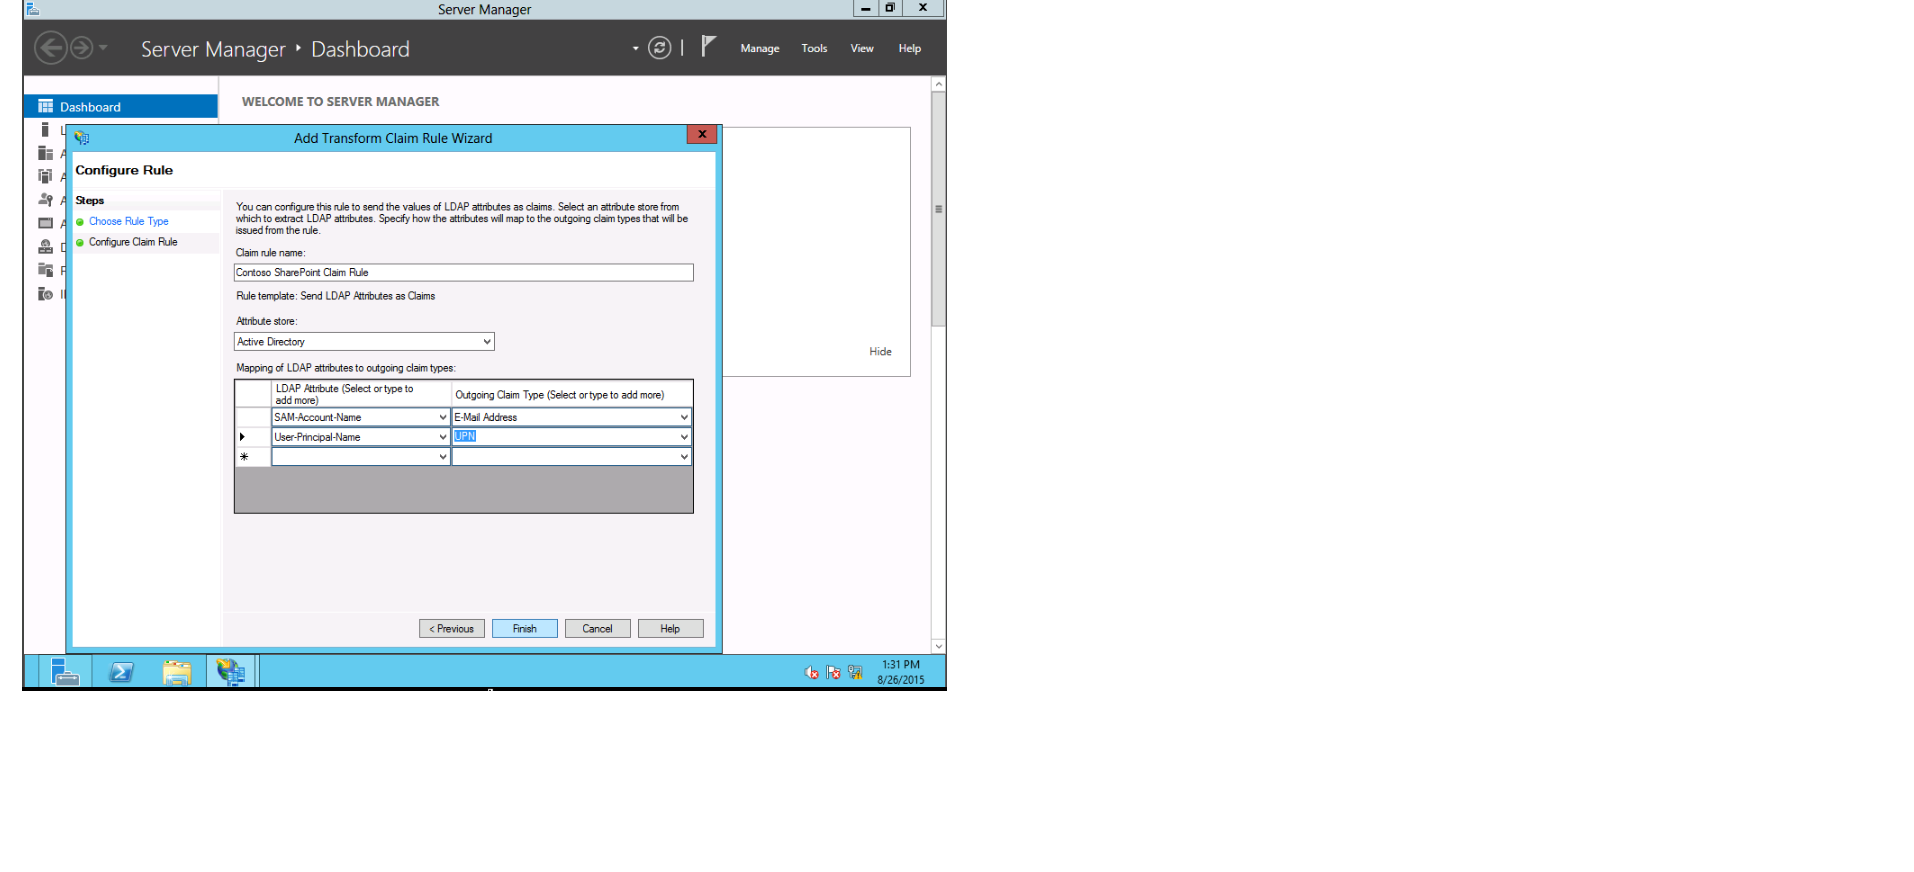 Server Manager
Server Manager ‣ Dashboard
Manage
Tools
View
Help
Dashboard
WELCOME TO SERVER MANAGER
Add Transform Claim Rule Wizard
Configure Rule
Steps
Choose Rule Type
Configure Claim Rule
You can configure this rule to send the values of LDAP attributes as claims. Select an attribute store from
which to extract LDAP attributes. Specify how the attributes will map to the outgoing claim types that will be
issued from the rule.
Claim rule name:
Contoso SharePoint Claim Rule
Rule template: Send LDAP Attributes as Claims
Attribute store:
Active Directory
Mapping of LDAP attributes to outgoing claim types:
LDAP Attribute (Select or type to
add more)
Outgoing Claim Type (Select or type to add more)
SAM-Account-Name
E-Mail Address
User-Principal-Name
UPN
Hide
< Previous
Finish
Cancel
Help
1:31 PM
8/26/2015